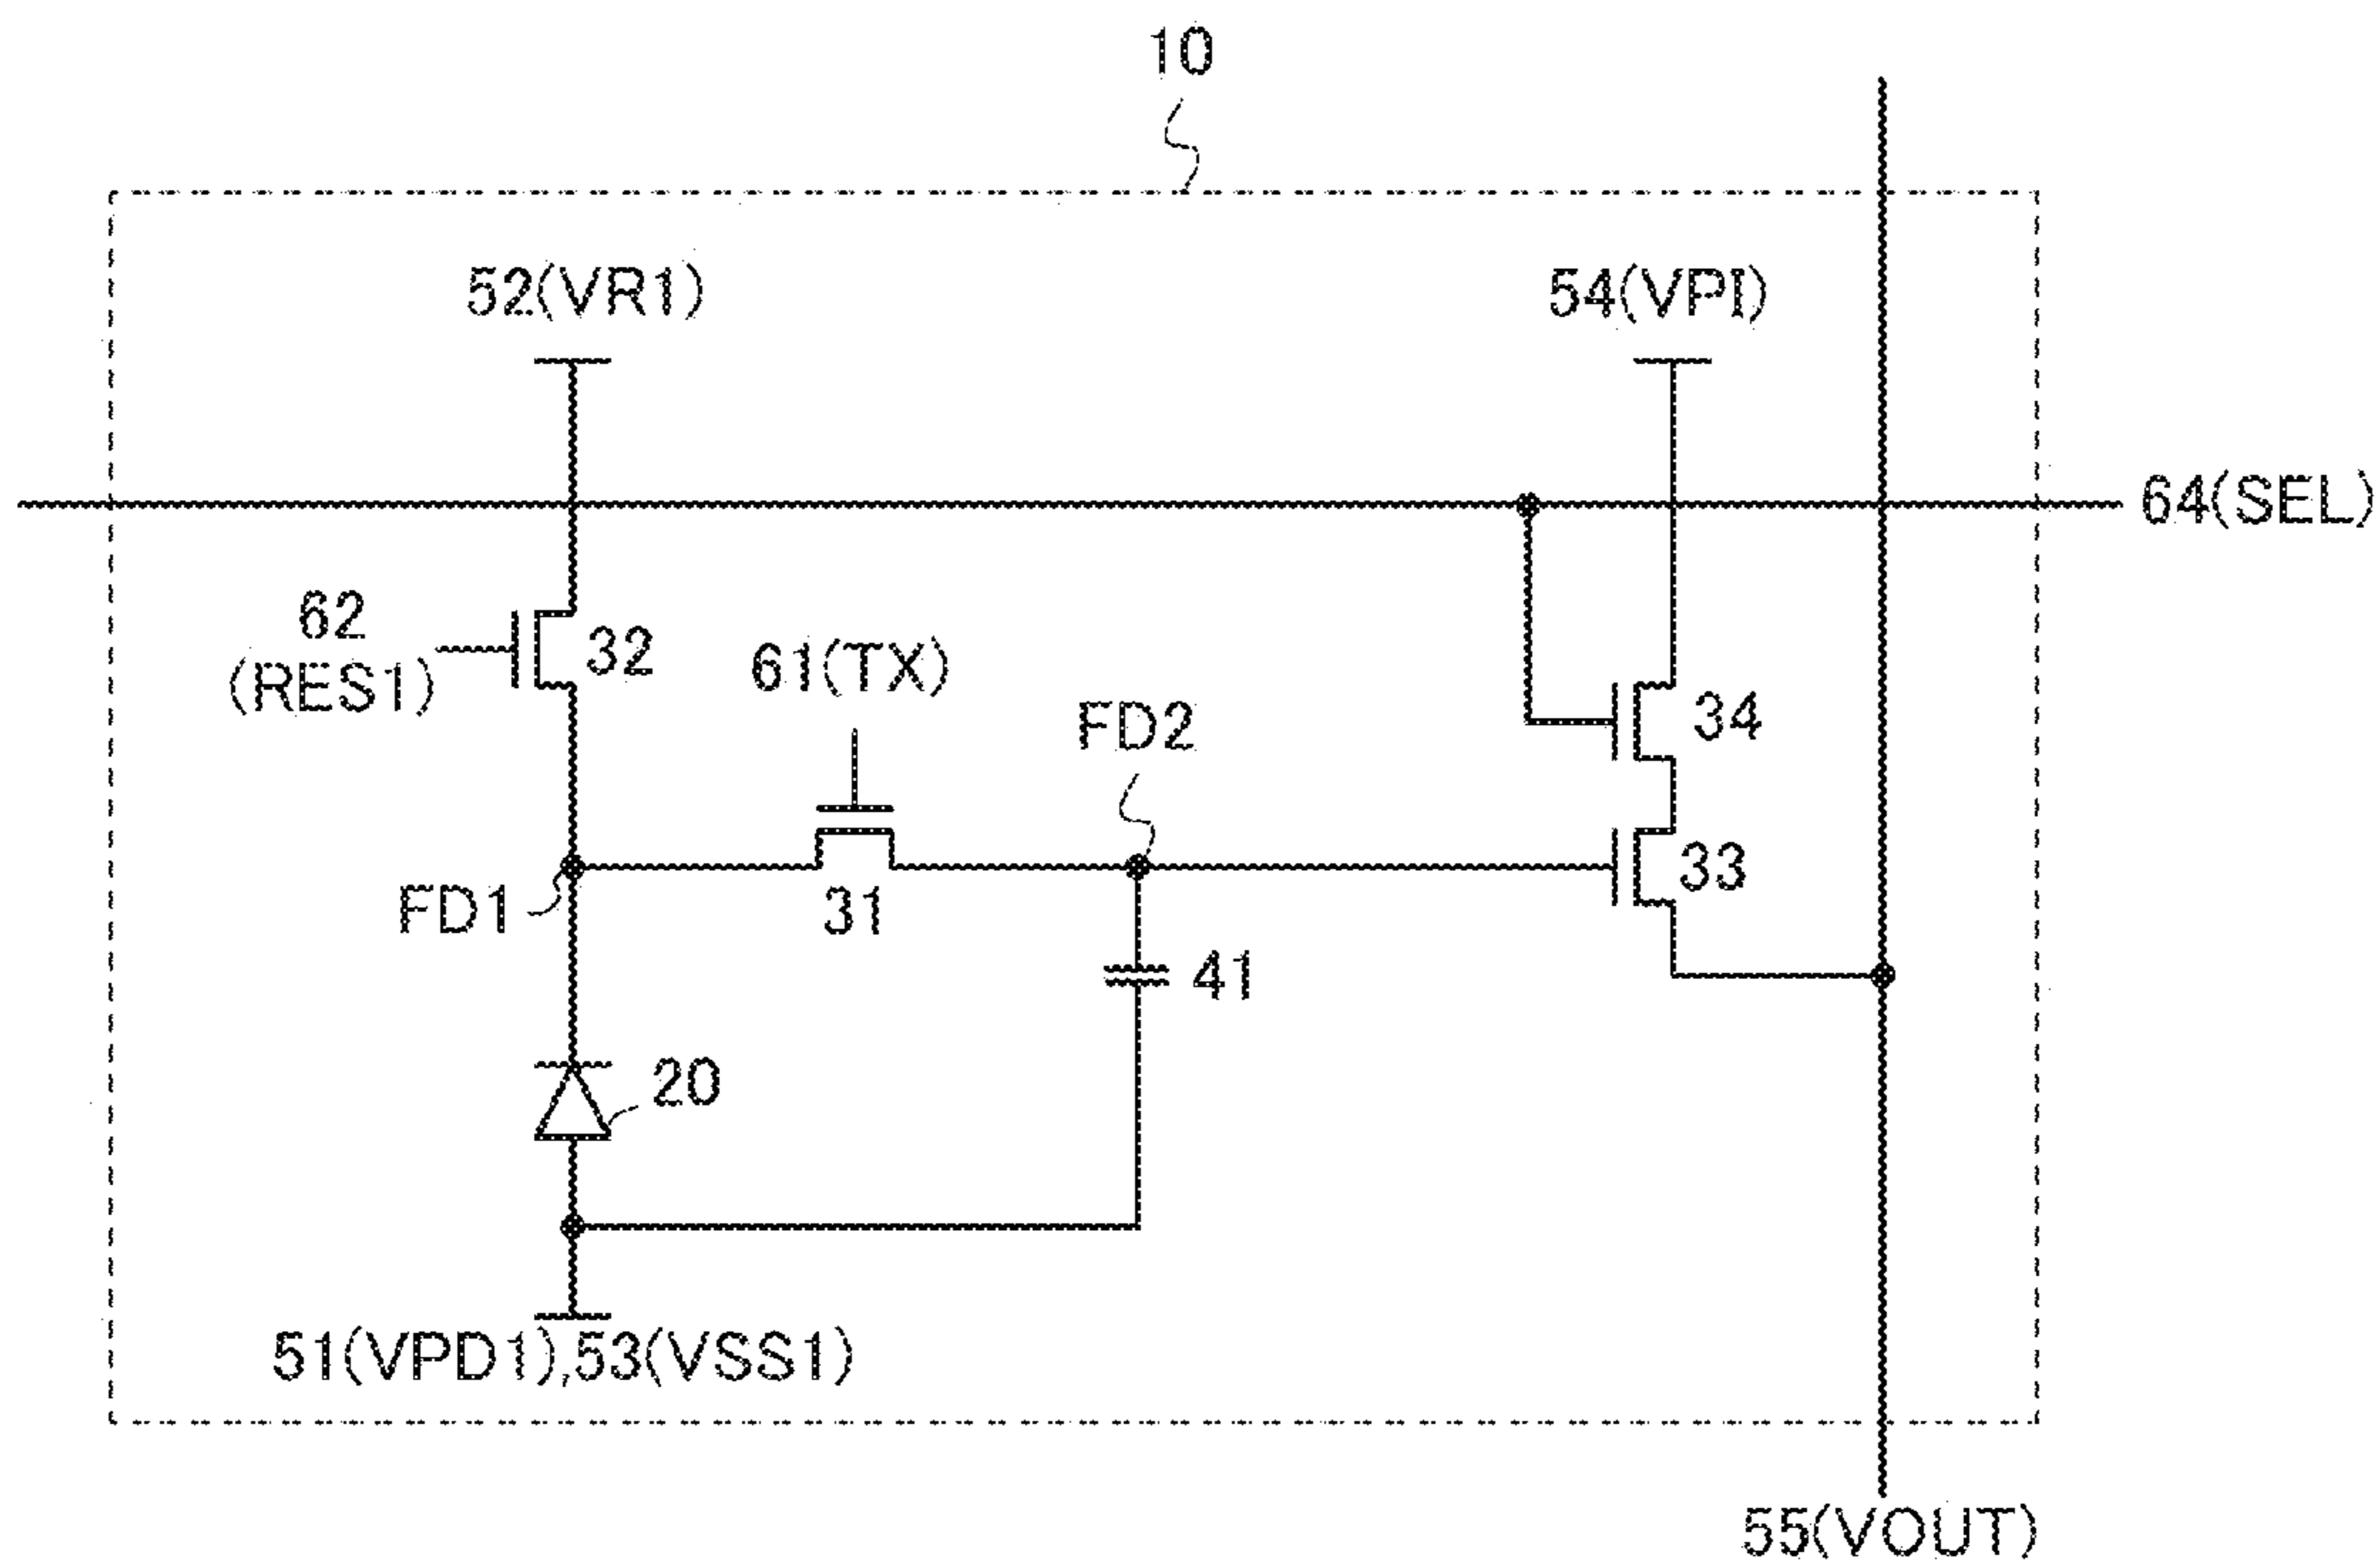 10
52(VR1)
54(VPI)
64(SEL)
62
(RES1)
32
61(TX)
FD2
34
33
FD1
31
41
20
51(VPD1),53(VSS1)
55(VOUT)